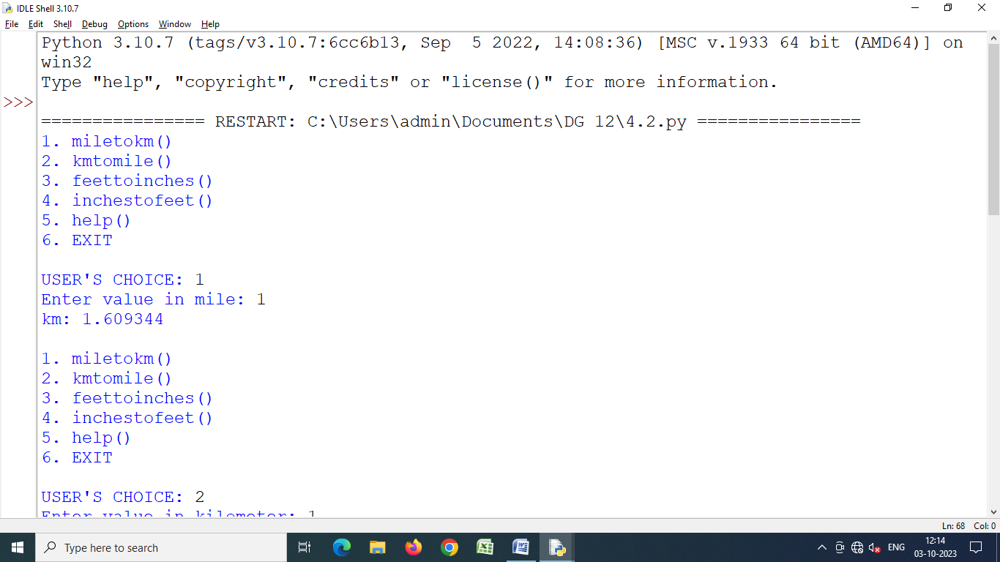 IDLE Shell 3.10.7
File Edit Shell Debug Options Window Help
Python 3.10.7 (tags/v3.10.7:6cc6b13, Sep  5 2022, 14:08:36) [MSC v.1933 64 bit (AMD64)] on
win32
Type "help", "copyright", "credits" or "license()" for more information.
>>>
================ RESTART: C:\Users\admin\Documents\DG 12\4.2.py ================
1. miletokm()
2. kmtomile()
3. feettoinches()
4. inchestofeet()
5. help()
6. EXIT
USER'S CHOICE: 1
Enter value in mile: 1
km: 1.609344
1. miletokm()
2. kmtomile()
3. feettoinches()
4. inchestofeet()
5. help()
6. EXIT
USER'S CHOICE: 2
Enter value in kilometer: 1
Ln: 68 Col: 0
Type here to search
ENG
12:14
03-10-2023